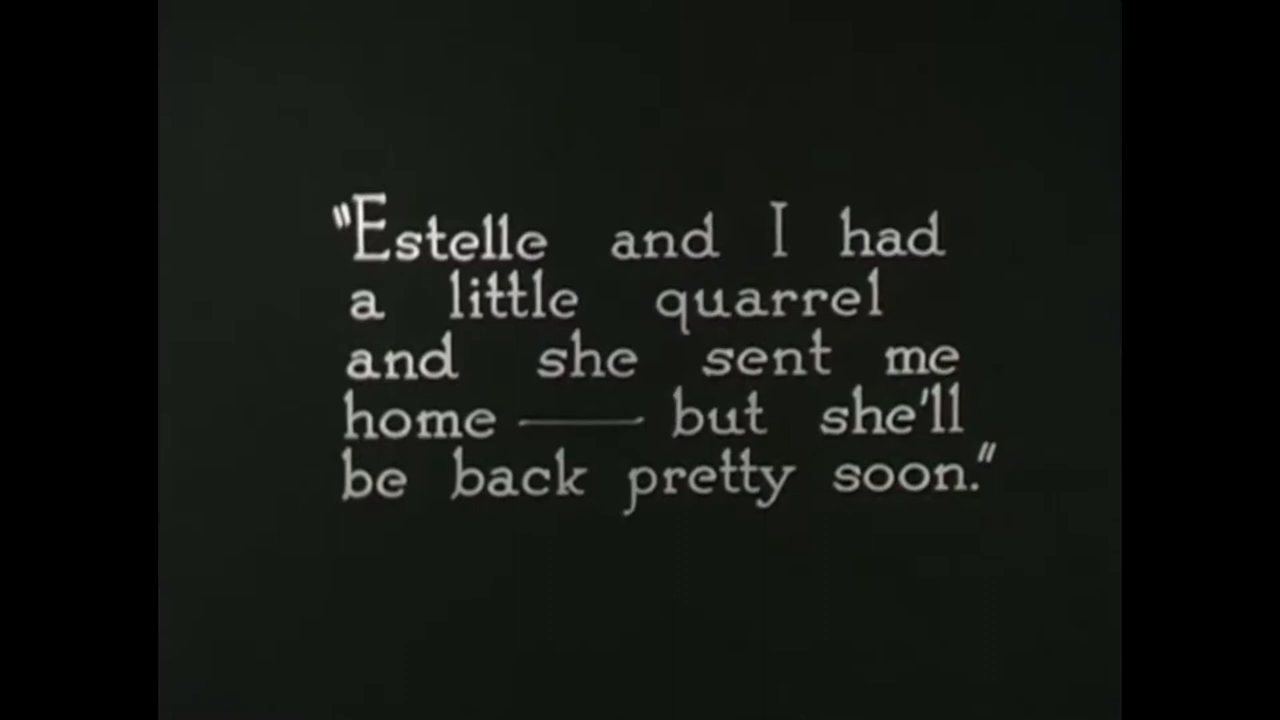 "Estelle and I had
a little quarrel
and she sent me
home — but she'll
be back pretty soon."